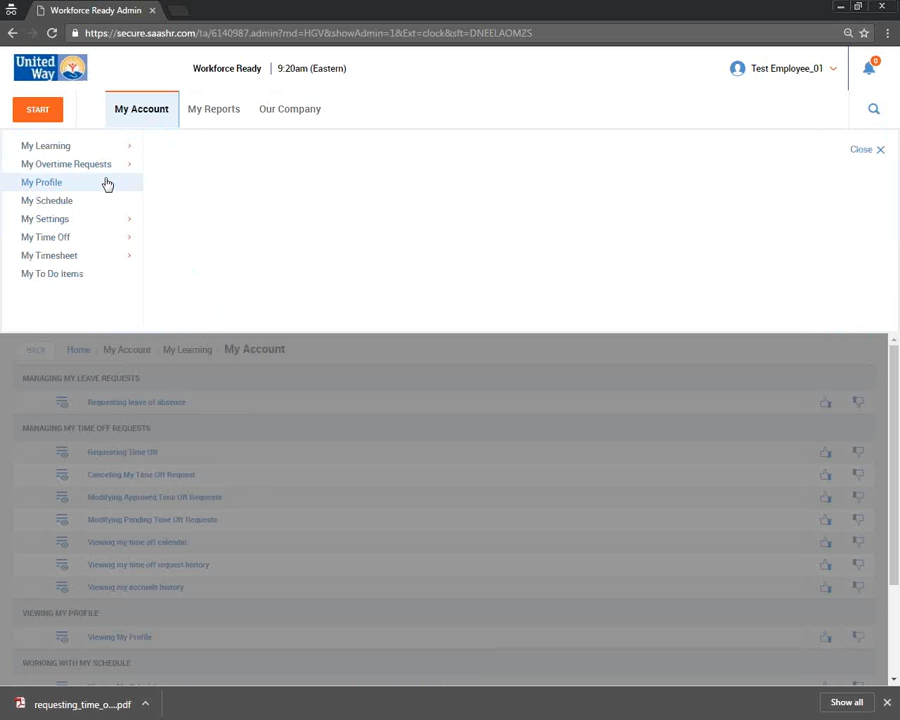 Workforce Ready Admin
https://secure.saashr.com/ta/6140987.admin?rnd=HGV&showAdmin=1&Ext=clock&sft=DNEELAOMZS
United Way
Workforce Ready
9:20am (Eastern)
Test Employee_01
0
START
My Account
My Reports
Our Company
My Learning
Close
My Overtime Requests
My Profile
My Schedule
My Settings
My Time Off
My Timesheet
My To Do Items
BACK
Home
My Account
My Learning
My Account
MANAGING MY LEAVE REQUESTS
Requesting leave of absence
MANAGING MY TIME OFF REQUESTS
Requesting Time Off
Canceling My Time Off Request
Modifying Approved Time Off Requests
Modifying Pending Time Off Requests
Viewing my time off calendar
Viewing my time off request history
Viewing my accruals history
VIEWING MY PROFILE
Viewing My Profile
WORKING WITH MY SCHEDULE
requesting_time_o....pdf
Show all